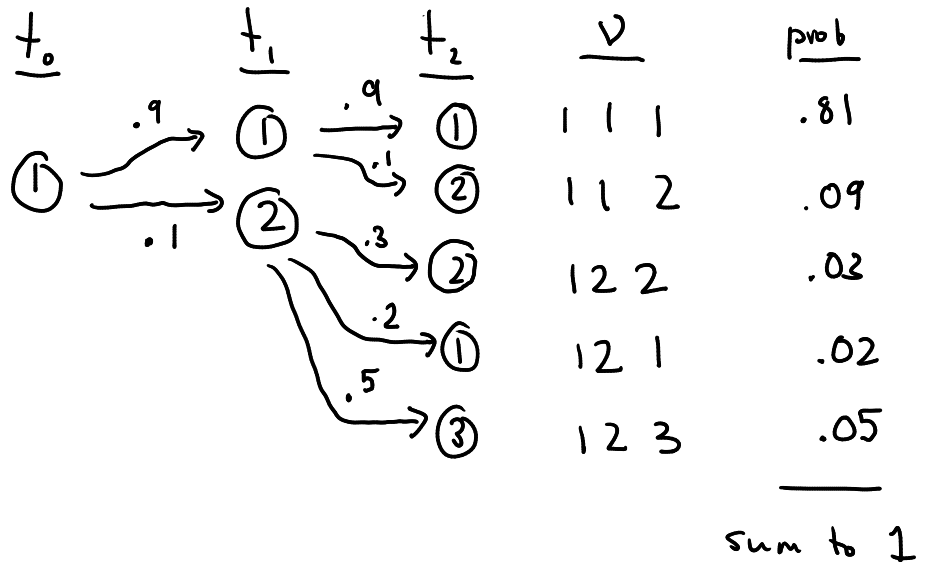 t₀ t₁ t₂ ν prob
.9 .9 ① 1 1 1 .81
① ① .1 ② 1 1 2 .09
.1 ② .3 ② 1 2 2 .03
.2 ① 1 2 1 .02
.5 ③ 1 2 3 .05
sum to 1